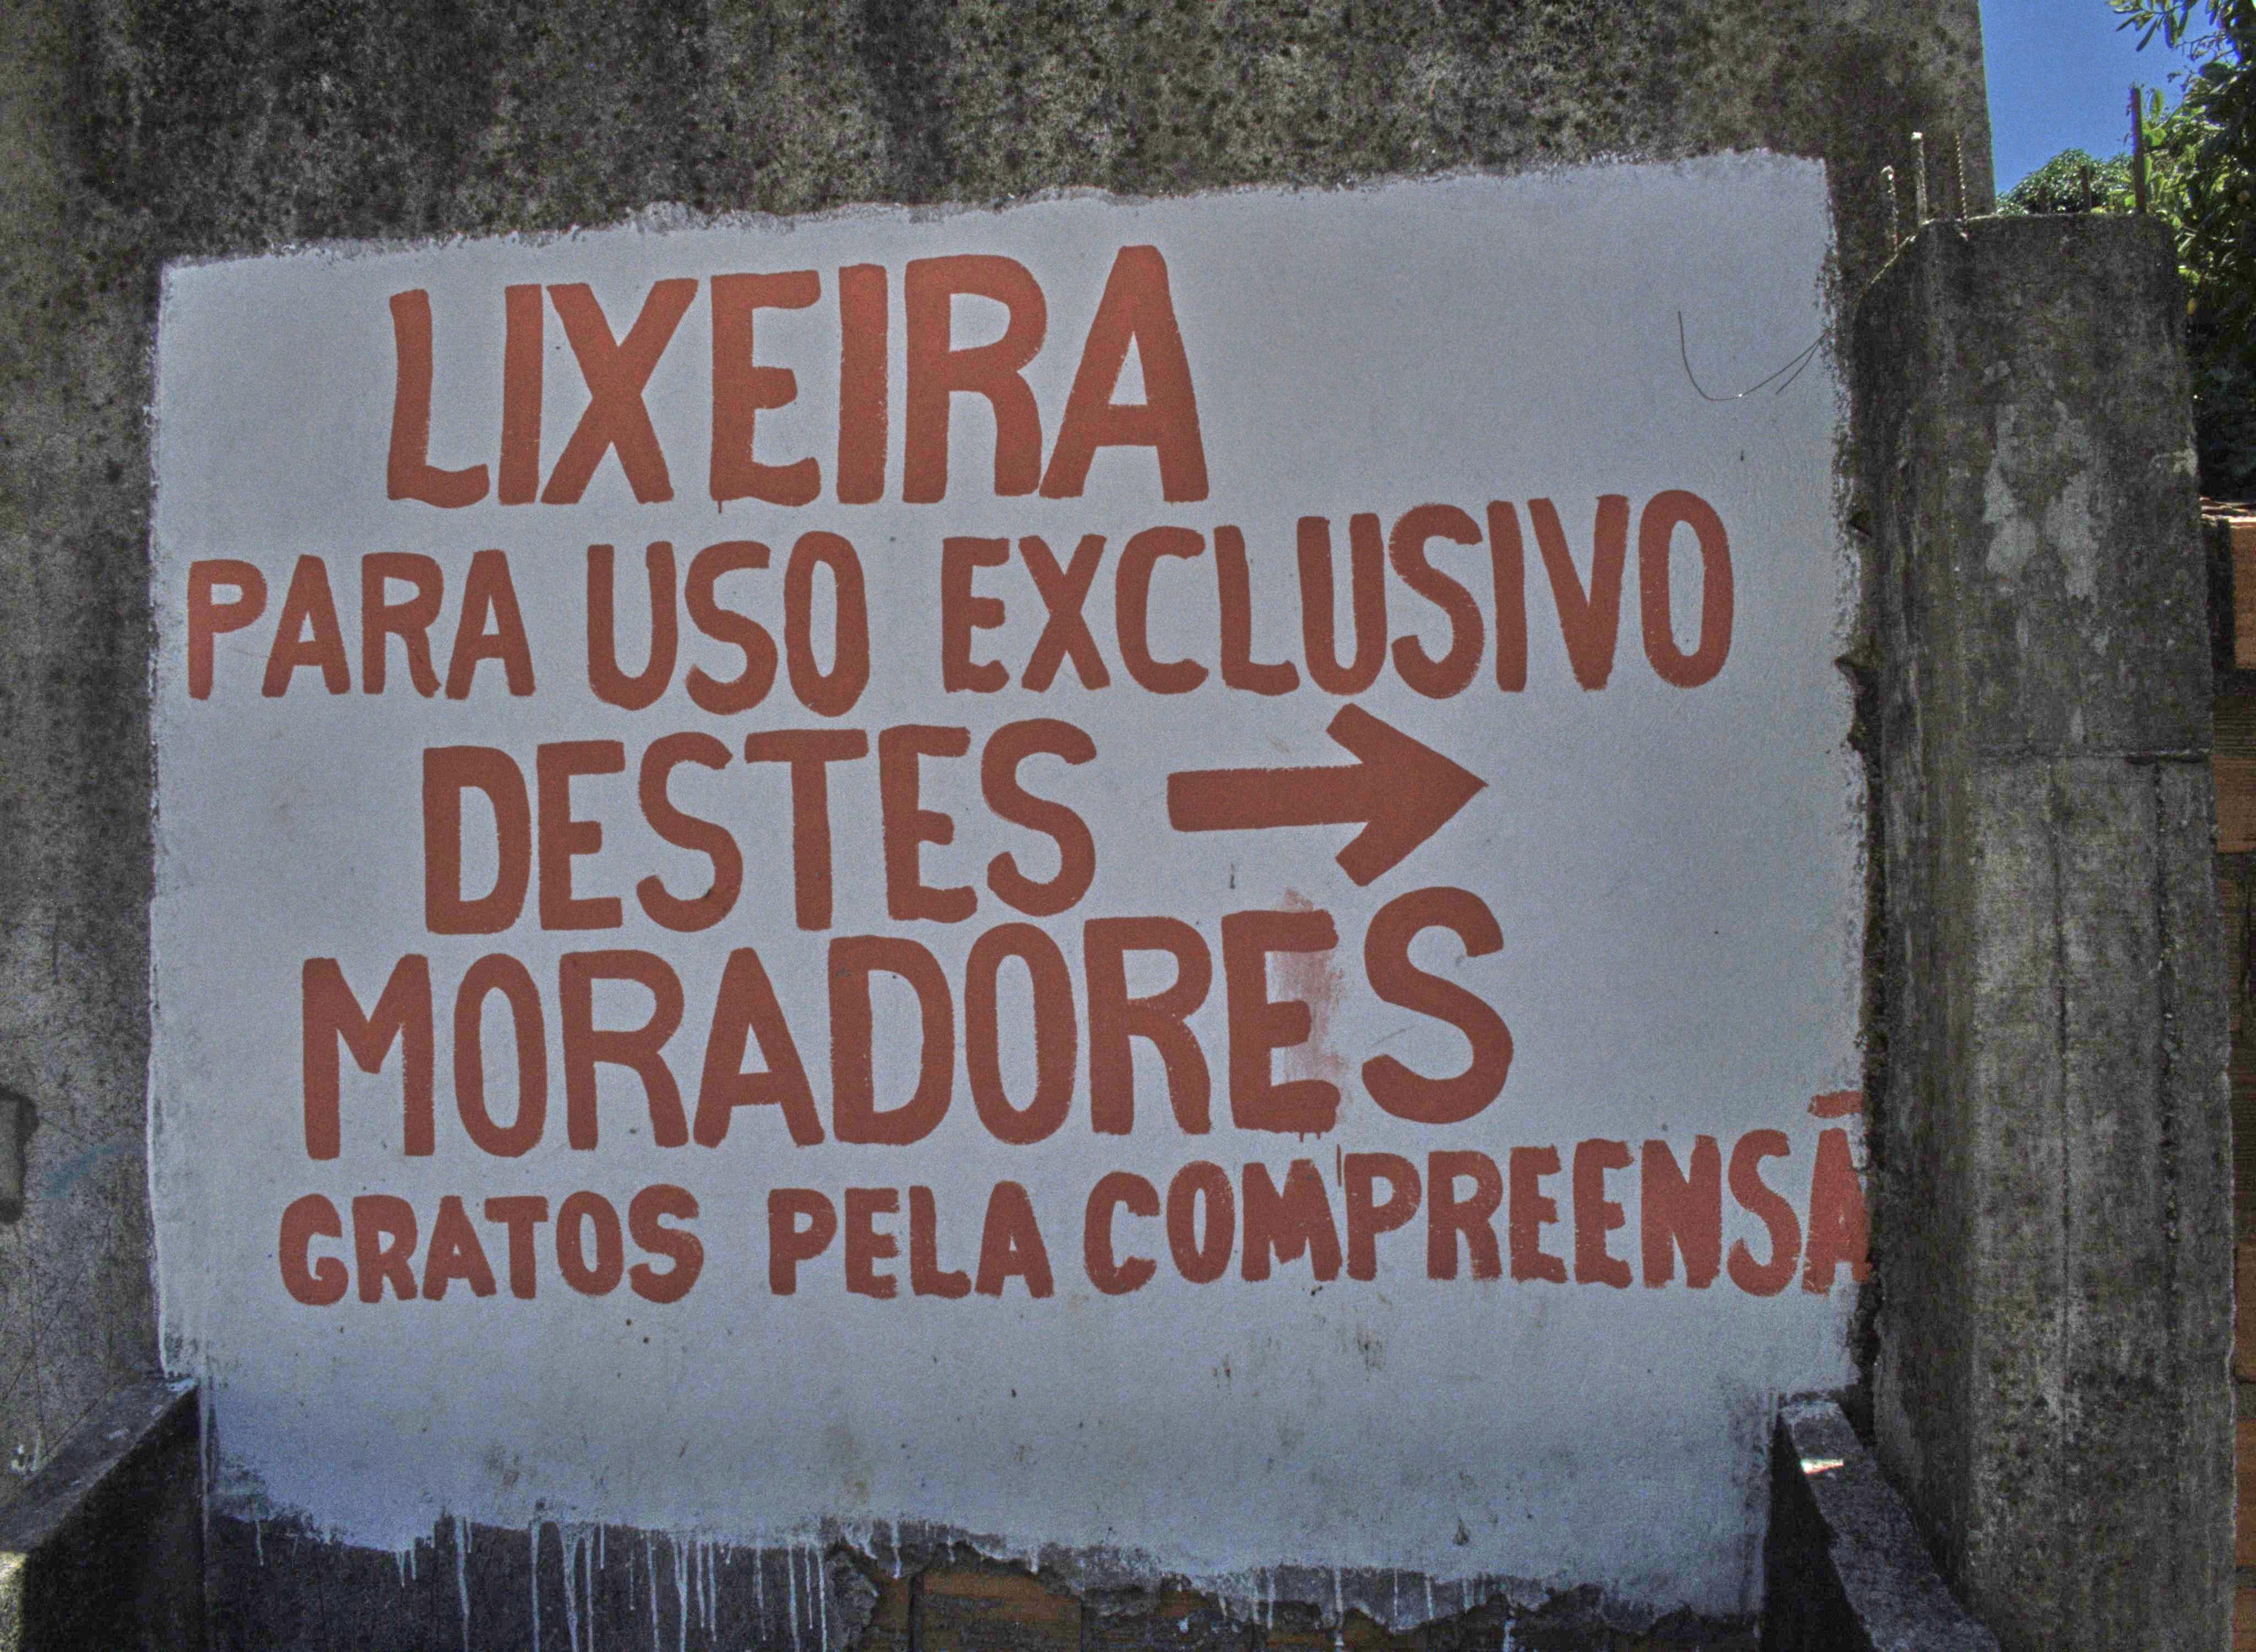 LIXEIRA
PARA USO EXCLUSIVO
DESTES →
MORADORES
GRATOS PELA COMPREENSÃ